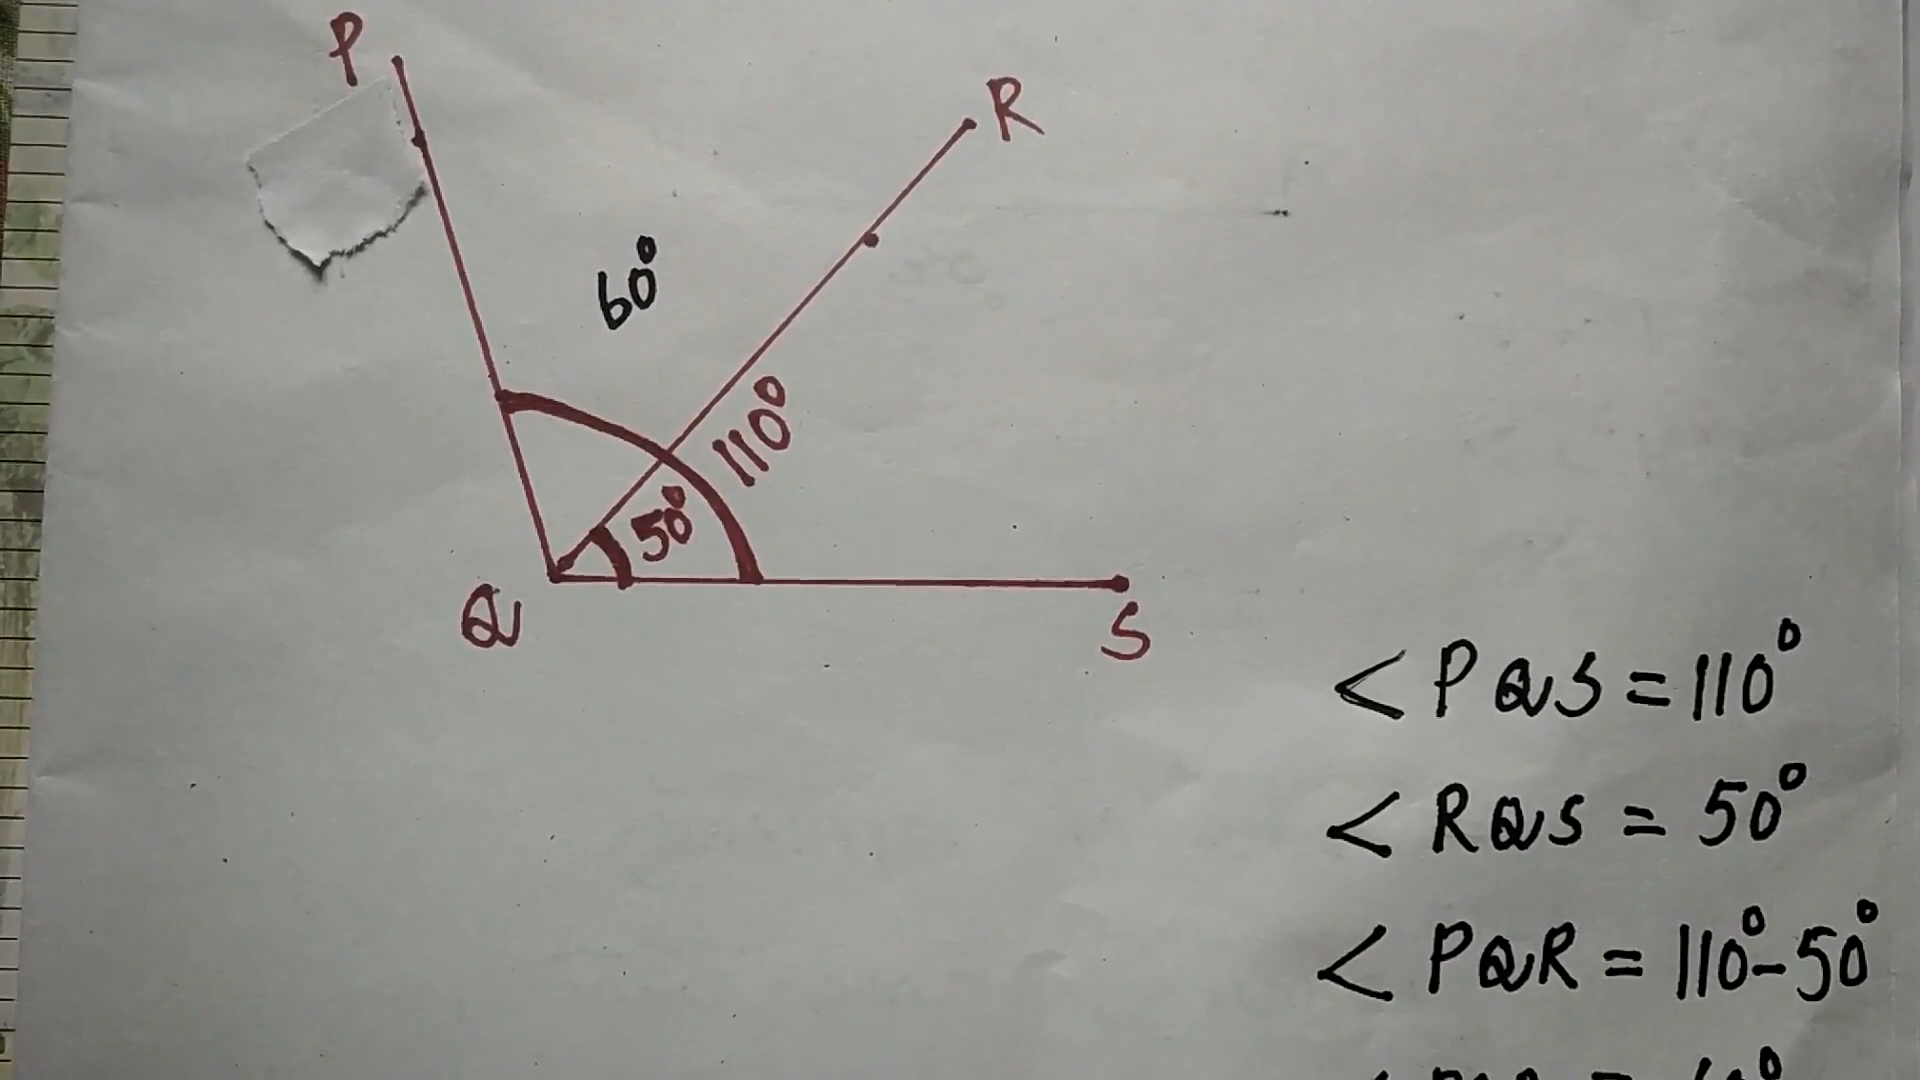 P
R
60°
110°
50°
Q
S
<PQS = 110°
<RQS = 50°
<PQR = 110°-50°